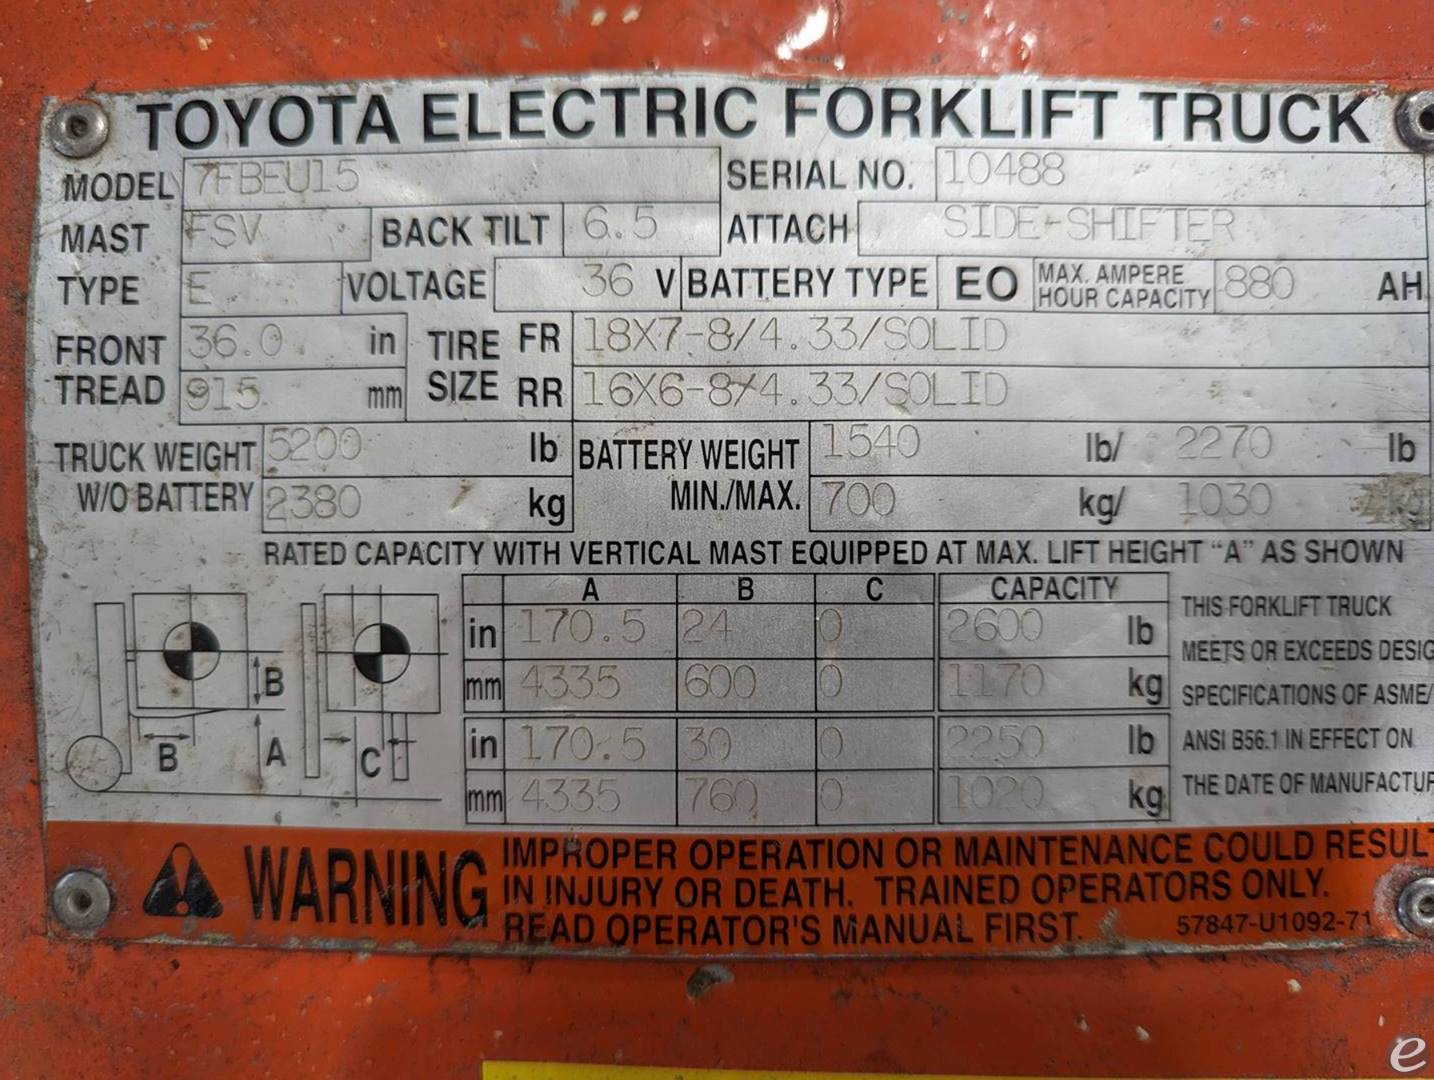 TOYOTA ELECTRIC FORKLIFT TRUCK
MODEL 7FBEU15 SERIAL NO. 10488
MAST FSV BACK TILT 6.5 ATTACH SIDE-SHIFTER
TYPE E VOLTAGE 36 V BATTERY TYPE EO MAX. AMPERE HOUR CAPACITY 880 AH
FRONT TREAD 36.0 in TIRE SIZE FR 18X7-8/4.33/SOLID
915 mm RR 16X6-8/4.33/SOLID
TRUCK WEIGHT W/O BATTERY 5200 lb BATTERY WEIGHT MIN./MAX. 1540 lb/ 2270 lb
2380 kg 700 kg/ 1030 kg
RATED CAPACITY WITH VERTICAL MAST EQUIPPED AT MAX. LIFT HEIGHT “A” AS SHOWN
A B C CAPACITY
in 170.5 24 0 2600 lb
mm 4335 600 0 1170 kg
in 170.5 30 0 2250 lb
mm 4335 760 0 1020 kg
B
B A C
THIS FORKLIFT TRUCK
MEETS OR EXCEEDS DESIG
SPECIFICATIONS OF ASME/
ANSI B56.1 IN EFFECT ON
THE DATE OF MANUFACTUR
WARNING
IMPROPER OPERATION OR MAINTENANCE COULD RESULT
IN INJURY OR DEATH. TRAINED OPERATORS ONLY.
READ OPERATOR'S MANUAL FIRST.
57847-U1092-71
e